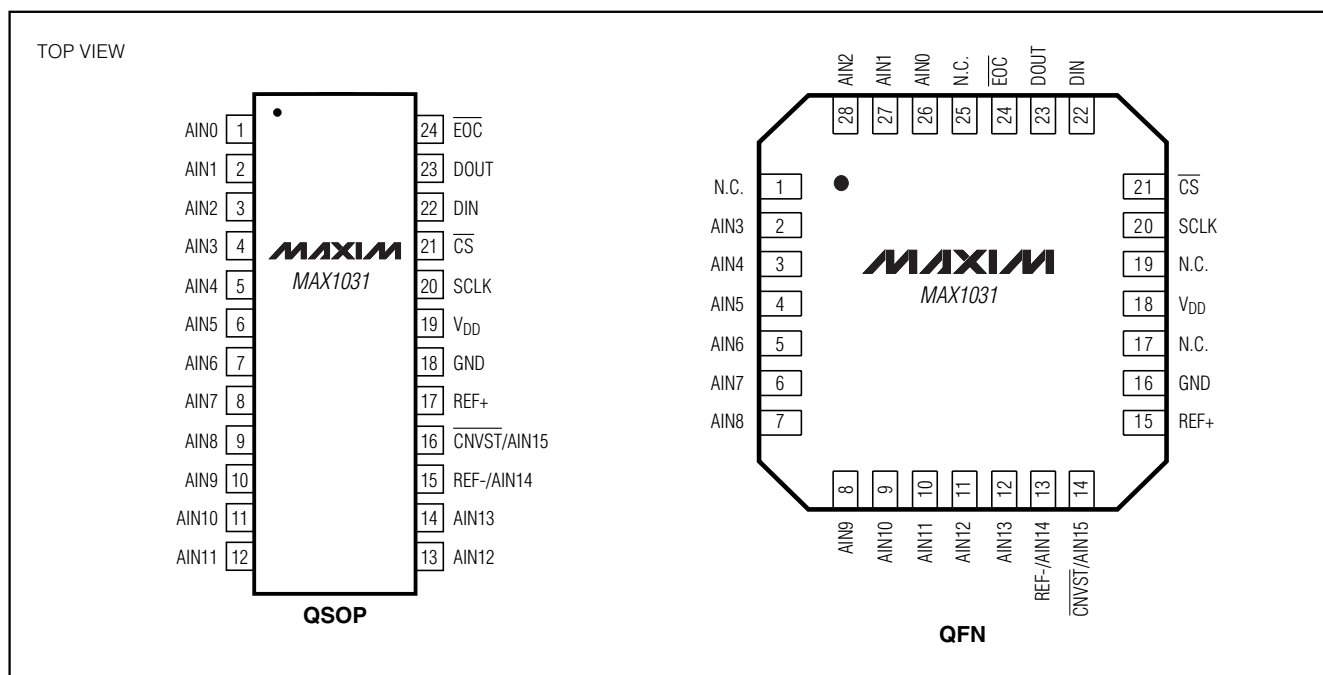 TOP VIEW
AIN0 1
AIN1 2
AIN2 3
AIN3 4
AIN4 5
AIN5 6
AIN6 7
AIN7 8
AIN8 9
AIN9 10
AIN10 11
AIN11 12
MAXIM
MAX1031
24 EOC
23 DOUT
22 DIN
21 CS
20 SCLK
19 VDD
18 GND
17 REF+
16 CNVST/AIN15
15 REF-/AIN14
14 AIN13
13 AIN12
QSOP
AIN2 AIN1 AIN0 N.C. EOC DOUT DIN
28 27 26 25 24 23 22
N.C. 1
AIN3 2
AIN4 3
AIN5 4
AIN6 5
AIN7 6
AIN8 7
MAXIM
MAX1031
21 CS
20 SCLK
19 N.C.
18 VDD
17 N.C.
16 GND
15 REF+
8 9 10 11 12 13 14
AIN9 AIN10 AIN11 AIN12 AIN13 REF-/AIN14 CNVST/AIN15
QFN